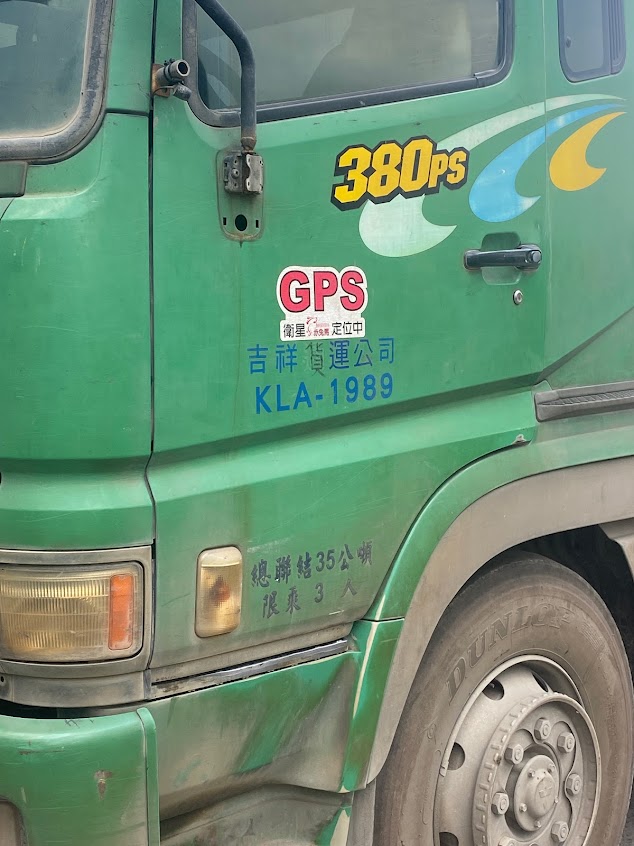 380PS
GPS
衛星 定位中
吉祥貨運公司
KLA-1989
總聯結35公噸
限乘 3 人
DUNLOP